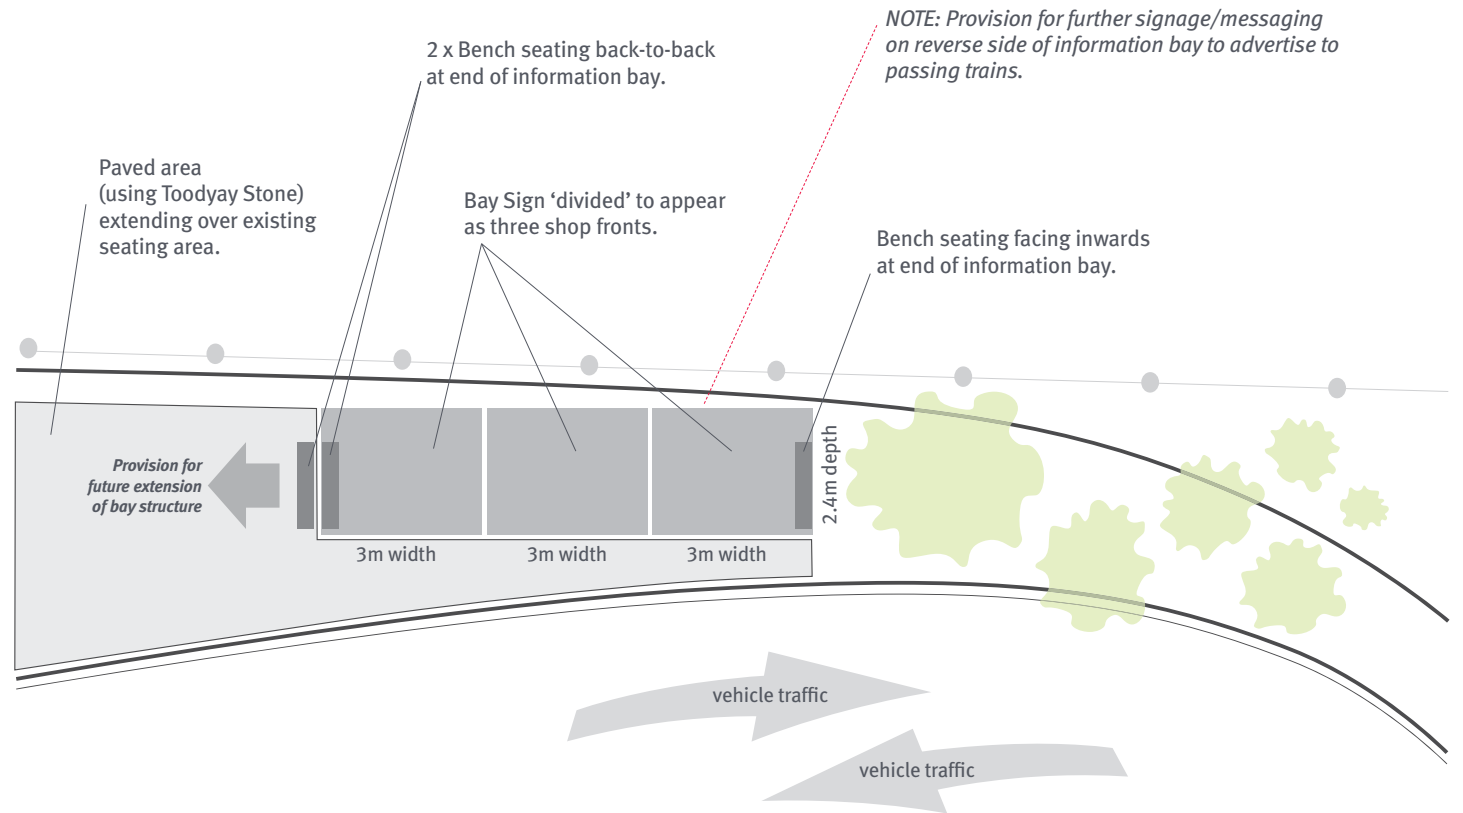 NOTE: Provision for further signage/messaging
on reverse side of information bay to advertise to
passing trains.
2 x Bench seating back-to-back
at end of information bay.
Paved area
(using Toodyay Stone)
extending over existing
seating area.
Bay Sign ‘divided’ to appear
as three shop fronts.
Bench seating facing inwards
at end of information bay.
Provision for
future extension
of bay structure
2.4m depth
3m width
3m width
3m width
vehicle traffic
vehicle traffic